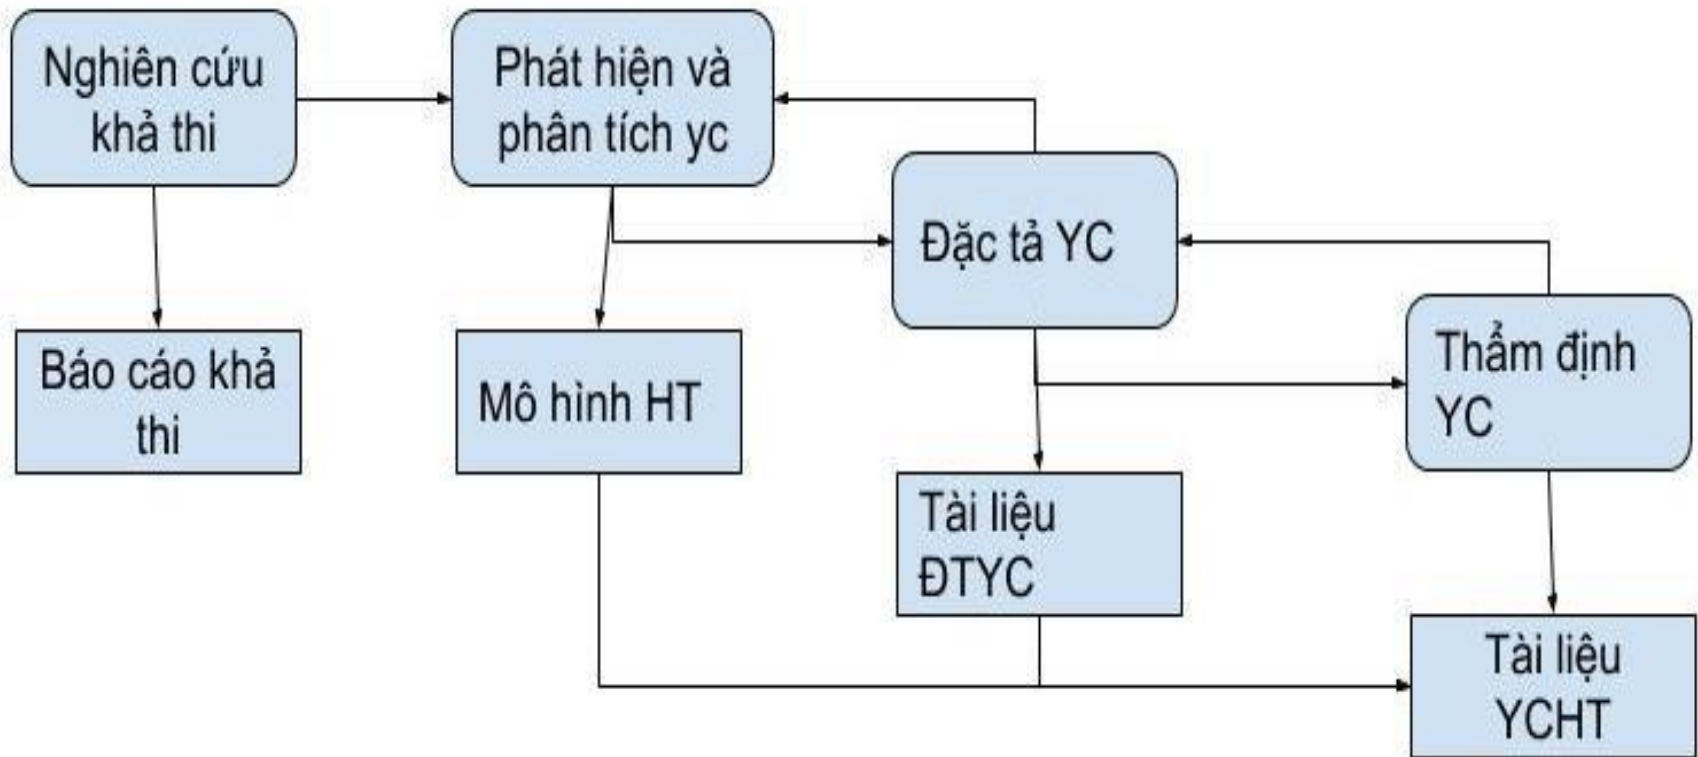 Nghiên cứu
khả thi
Phát hiện và
phân tích yc
Đặc tả YC
Thẩm định
YC
Báo cáo khả
thi
Mô hình HT
Tài liệu
ĐTYC
Tài liệu
YCHT